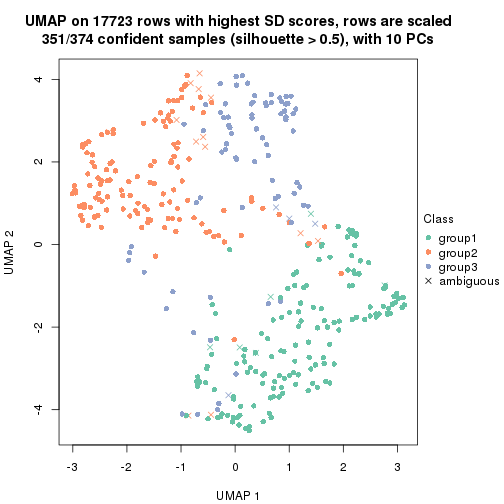 UMAP on 17723 rows with highest SD scores, rows are scaled
351/374 confident samples (silhouette > 0.5), with 10 PCs
4
2
0
-2
-4
UMAP 2
-3
-2
-1
0
1
2
3
UMAP 1
Class
group1
group2
group3
ambiguous